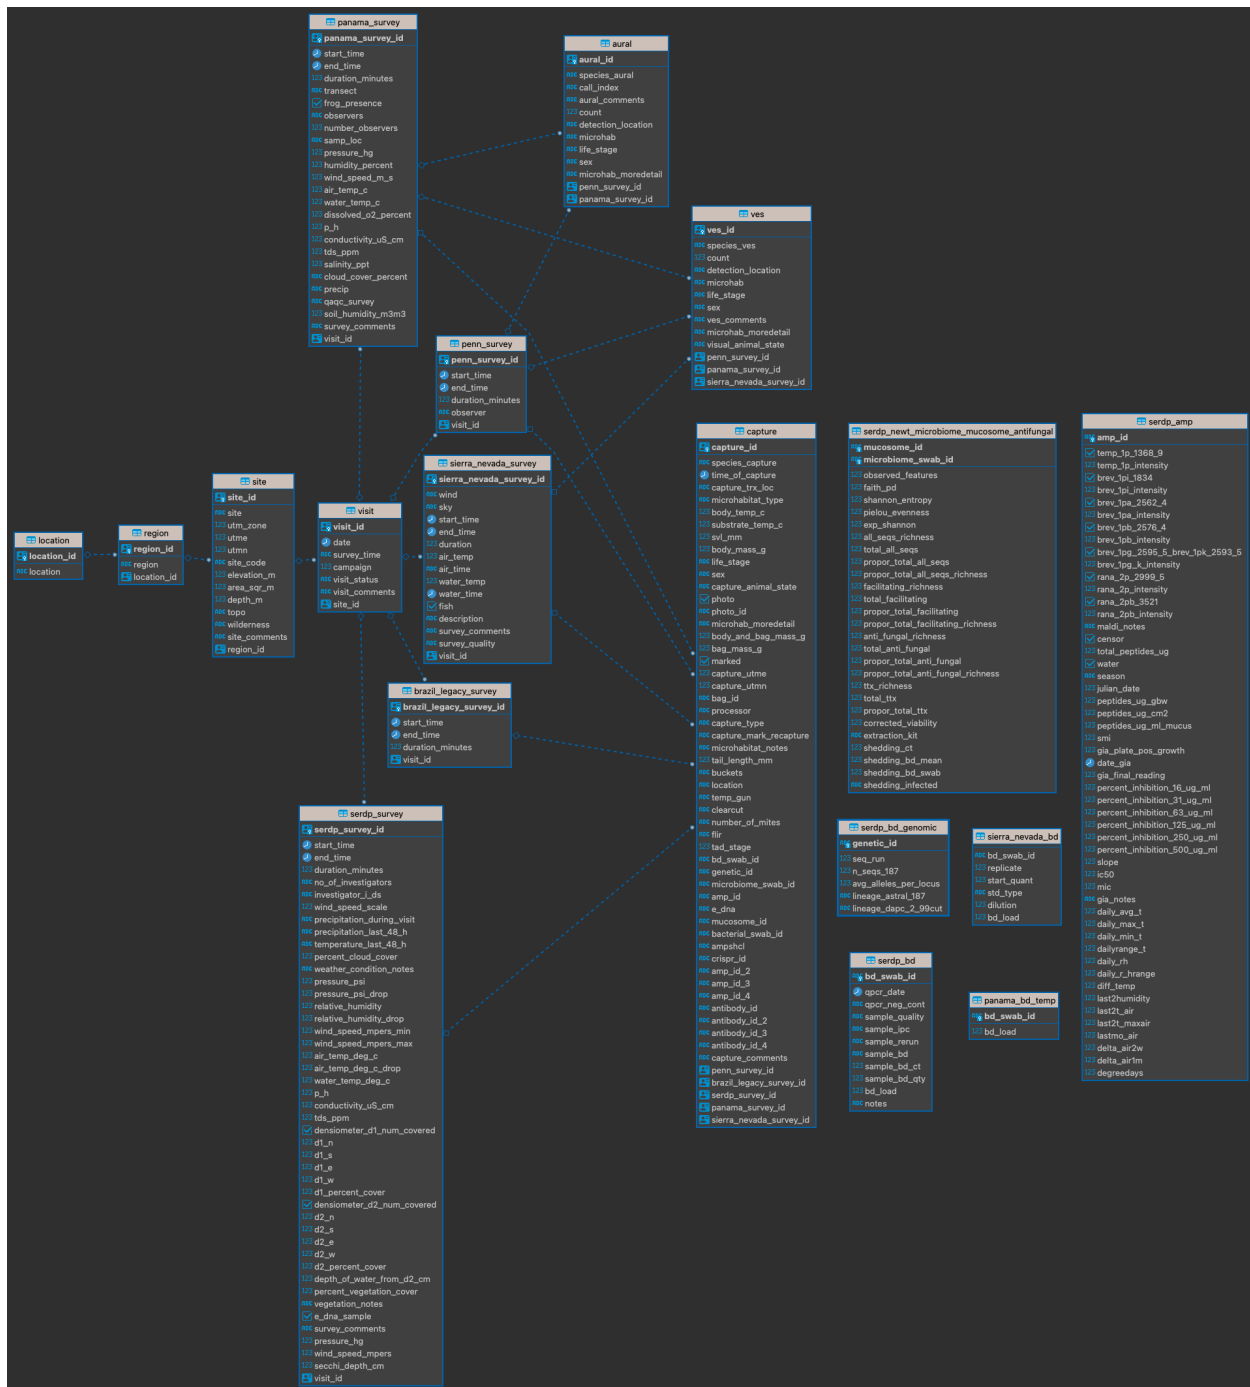 panama_survey
panama_survey_id
start_time
end_time
duration_minutes
transect
frog_presence
observers
number_observers
samp_loc
pressure_hg
humidity_percent
wind_speed_m_s
air_temp_c
water_temp_c
dissolved_o2_percent
p_h
conductivity_uS_cm
tds_ppm
salinity_ppt
cloud_cover_percent
precip
qaqc_survey
soil_humidity_m3m3
survey_comments
visit_id
aural
aural_id
species_aural
call_index
aural_comments
count
detection_location
microhab
life_stage
sex
microhab_moredetail
penn_survey_id
panama_survey_id
ves
ves_id
species_ves
count
detection_location
microhab
life_stage
sex
ves_comments
microhab_moredetail
visual_animal_state
penn_survey_id
panama_survey_id
sierra_nevada_survey_id
penn_survey
penn_survey_id
start_time
end_time
duration_minutes
observer
visit_id
sierra_nevada_survey
sierra_nevada_survey_id
wind
sky
start_time
end_time
duration
air_temp
air_time
water_temp
water_time
fish
description
survey_comments
survey_quality
visit_id
location
location_id
location
region
region_id
region
location_id
site
site_id
site
utm_zone
utme
utmn
site_code
elevation_m
area_sqr_m
depth_m
topo
wilderness
site_comments
region_id
visit
visit_id
date
survey_time
campaign
visit_status
visit_comments
site_id
brazil_legacy_survey
brazil_legacy_survey_id
start_time
end_time
duration_minutes
visit_id
serdp_survey
serdp_survey_id
start_time
end_time
duration_minutes
no_of_investigators
investigator_i_ds
wind_speed_scale
precipitation_during_visit
precipitation_last_48_h
temperature_last_48_h
percent_cloud_cover
weather_condition_notes
pressure_psi
pressure_psi_drop
relative_humidity
relative_humidity_drop
wind_speed_mpers_min
wind_speed_mpers_max
air_temp_deg_c
air_temp_deg_c_drop
water_temp_deg_c
p_h
conductivity_uS_cm
tds_ppm
densiometer_d1_num_covered
d1_n
d1_s
d1_e
d1_w
d1_percent_cover
densiometer_d2_num_covered
d2_n
d2_s
d2_e
d2_w
d2_percent_cover
depth_of_water_from_d2_cm
percent_vegetation_cover
vegetation_notes
e_dna_sample
survey_comments
pressure_hg
wind_speed_mpers
secchi_depth_cm
visit_id
capture
capture_id
species_capture
time_of_capture
capture_trx_loc
microhabitat_type
body_temp_c
substrate_temp_c
svl_mm
body_mass_g
life_stage
sex
capture_animal_state
photo
photo_id
microhab_moredetail
body_and_bag_mass_g
bag_mass_g
marked
capture_utme
capture_utmn
bag_id
processor
capture_type
capture_mark_recapture
microhabitat_notes
tail_length_mm
buckets
location
temp_gun
clearcut
number_of_mites
flir
tad_stage
bd_swab_id
genetic_id
microbiome_swab_id
amp_id
e_dna
mucosome_id
bacterial_swab_id
ampshcl
crispr_id
amp_id_2
amp_id_3
amp_id_4
antibody_id
antibody_id_2
antibody_id_3
antibody_id_4
capture_comments
penn_survey_id
brazil_legacy_survey_id
serdp_survey_id
panama_survey_id
sierra_nevada_survey_id
serdp_newt_microbiome_mucosome_antifungal
mucosome_id
microbiome_swab_id
observed_features
faith_pd
shannon_entropy
pielou_evenness
exp_shannon
all_seqs_richness
total_all_seqs
propor_total_all_seqs
propor_total_all_seqs_richness
facilitating_richness
total_facilitating
propor_total_facilitating
propor_total_facilitating_richness
anti_fungal_richness
total_anti_fungal
propor_total_anti_fungal
propor_total_anti_fungal_richness
ttx_richness
total_ttx
propor_total_ttx
corrected_viability
extraction_kit
shedding_ct
shedding_bd_mean
shedding_bd_swab
shedding_infected
serdp_bd_genomic
genetic_id
seq_run
n_seqs_187
avg_alleles_per_locus
lineage_astral_187
lineage_dapc_2_99cut
sierra_nevada_bd
bd_swab_id
replicate
start_quant
std_type
dilution
bd_load
serdp_bd
bd_swab_id
qpcr_date
qpcr_neg_cont
sample_quality
sample_ipc
sample_rerun
sample_bd
sample_bd_ct
sample_bd_qty
bd_load
notes
panama_bd_temp
bd_swab_id
bd_load
serdp_amp
amp_id
temp_1p_1368_9
temp_1p_intensity
brev_1pi_1834
brev_1pi_intensity
brev_1pa_2562_4
brev_1pa_intensity
brev_1pb_2576_4
brev_1pb_intensity
brev_1pg_2595_5_brev_1pk_2593_5
brev_1pg_k_intensity
rana_2p_2999_5
rana_2p_intensity
rana_2pb_3521
rana_2pb_intensity
maldi_notes
censor
total_peptides_ug
water
season
julian_date
peptides_ug_gbw
peptides_ug_cm2
peptides_ug_ml_mucus
smi
gia_plate_pos_growth
date_gia
gia_final_reading
percent_inhibition_16_ug_ml
percent_inhibition_31_ug_ml
percent_inhibition_63_ug_ml
percent_inhibition_125_ug_ml
percent_inhibition_250_ug_ml
percent_inhibition_500_ug_ml
slope
ic50
mic
gia_notes
daily_avg_t
daily_max_t
daily_min_t
dailyrange_t
daily_rh
daily_r_hrange
diff_temp
last2humidity
last2t_air
last2t_maxair
lastmo_air
delta_air2w
delta_air1m
degreedays